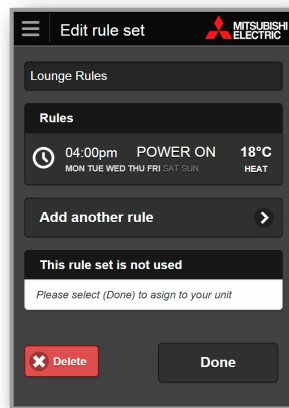 Edit rule set
MITSUBISHI
ELECTRIC
Lounge Rules
Rules
04:00pm POWER ON 18°C
MON TUE WED THU FRI SAT SUN HEAT
Add another rule
This rule set is not used
Please select (Done) to asign to your unit
Delete
Done